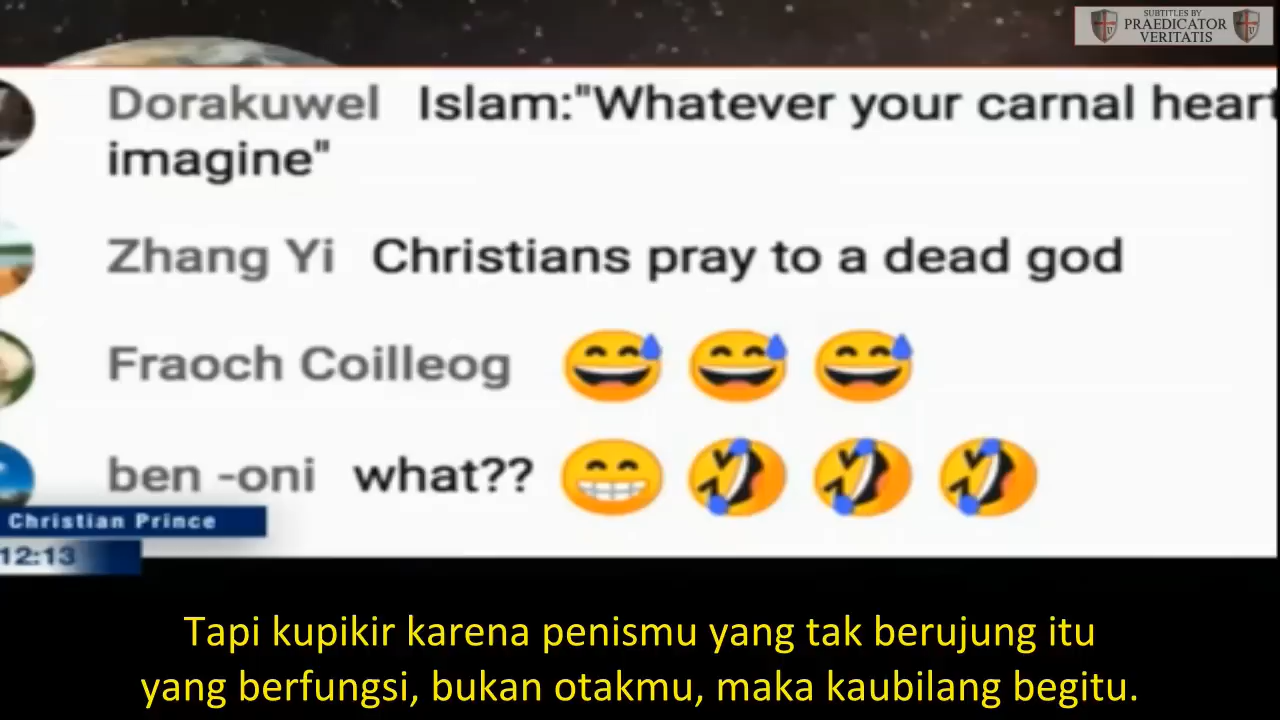 SUBTITLES BY
PRAEDICATOR
VERITATIS
Dorakuwel Islam:"Whatever your carnal heart
imagine"
Zhang Yi Christians pray to a dead god
Fraoch Coilleog 😅 😅 😅
ben -oni what?? 😁 🤣 🤣 🤣
Christian Prince
12:13
Tapi kupikir karena penismu yang tak berujung itu
yang berfungsi, bukan otakmu, maka kaubilang begitu.